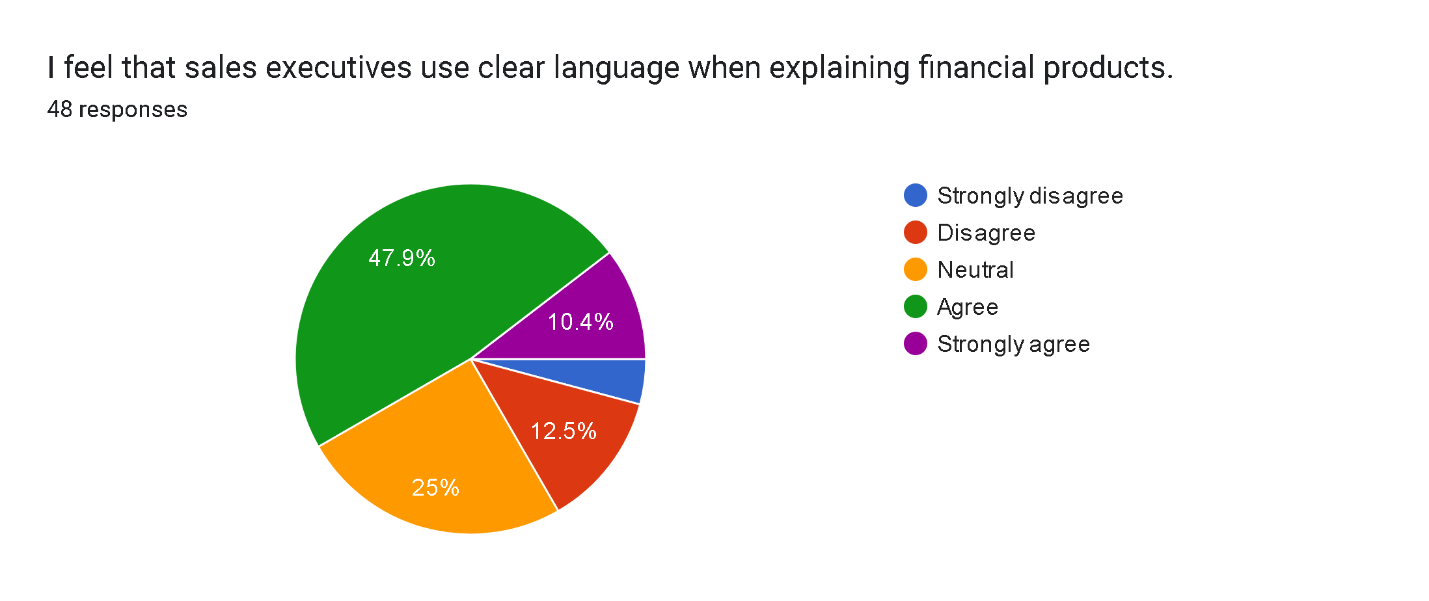 I feel that sales executives use clear language when explaining financial products.
48 responses
47.9%
10.4%
12.5%
25%
Strongly disagree
Disagree
Neutral
Agree
Strongly agree